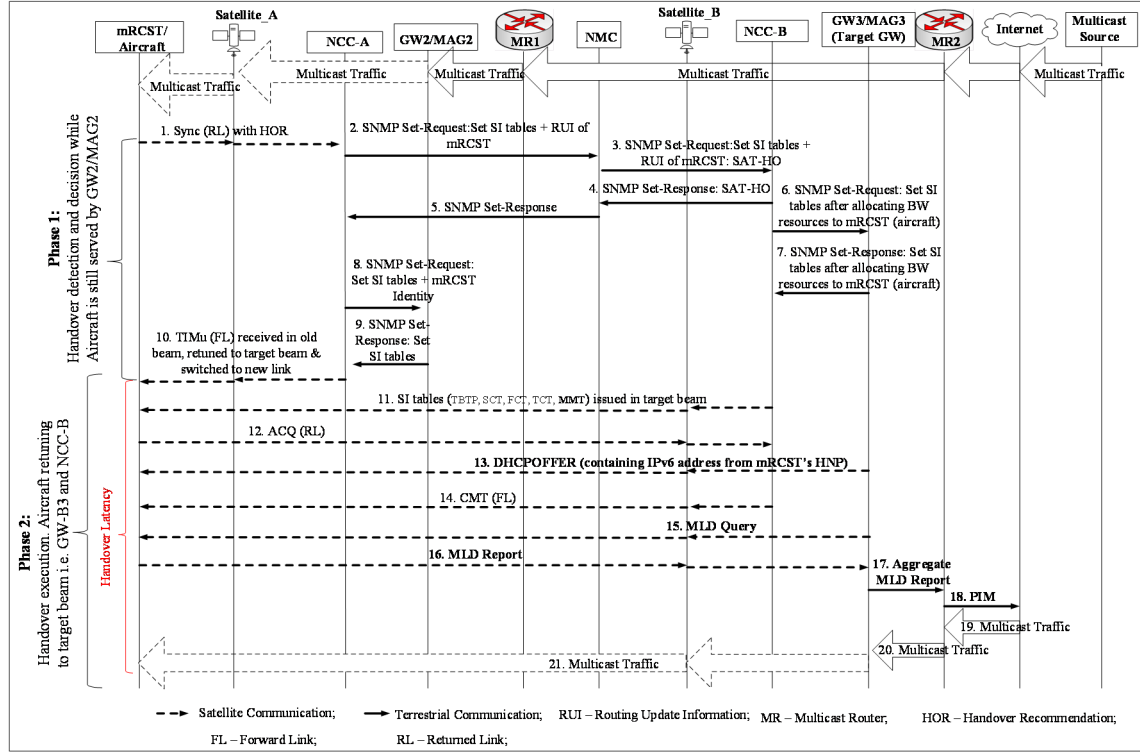 Satellite_A
Satellite_B
mRCST/
Aircraft
NCC-A
GW2/MAG2
MR1
NMC
NCC-B
GW3/MAG3
(Target GW)
MR2
Internet
Multicast
Source
Multicast Traffic
Multicast Traffic
Multicast Traffic
Multicast Traffic
Multicast Traffic
Phase 1:
Handover detection and decision while
Aircraft is still served by GW2/MAG2
1. Sync (RL) with HOR
2. SNMP Set-Request:Set SI tables + RUI of
mRCST
3. SNMP Set-Request:Set SI tables +
RUI of mRCST: SAT-HO
4. SNMP Set-Response: SAT-HO
5. SNMP Set-Response
6. SNMP Set-Request: Set SI
tables after allocating BW
resources to mRCST (aircraft)
7. SNMP Set-Response: Set SI
tables after allocating BW
resources to mRCST (aircraft)
8. SNMP Set-Request:
Set SI tables + mRCST
Identity
9. SNMP Set-
Response: Set
SI tables
10. TIMu (FL) received in old
beam, retuned to target beam &
switched to new link
Phase 2:
Handover execution. Aircraft retuning
to target beam i.e. GW-B3 and NCC-B
Handover Latency
11. SI tables (TBTP, SCT, FCT, TCT, MMT) issued in target beam
12. ACQ (RL)
13. DHCPOFFER (containing IPv6 address from mRCST's HNP)
14. CMT (FL)
15. MLD Query
16. MLD Report
17. Aggregate
MLD Report
18. PIM
19. Multicast Traffic
20. Multicast Traffic
21. Multicast Traffic
Satellite Communication;
Terrestrial Communication;
RUI – Routing Update Information;
MR – Multicast Router;
HOR – Handover Recommendation;
FL – Forward Link;
RL – Returned Link;